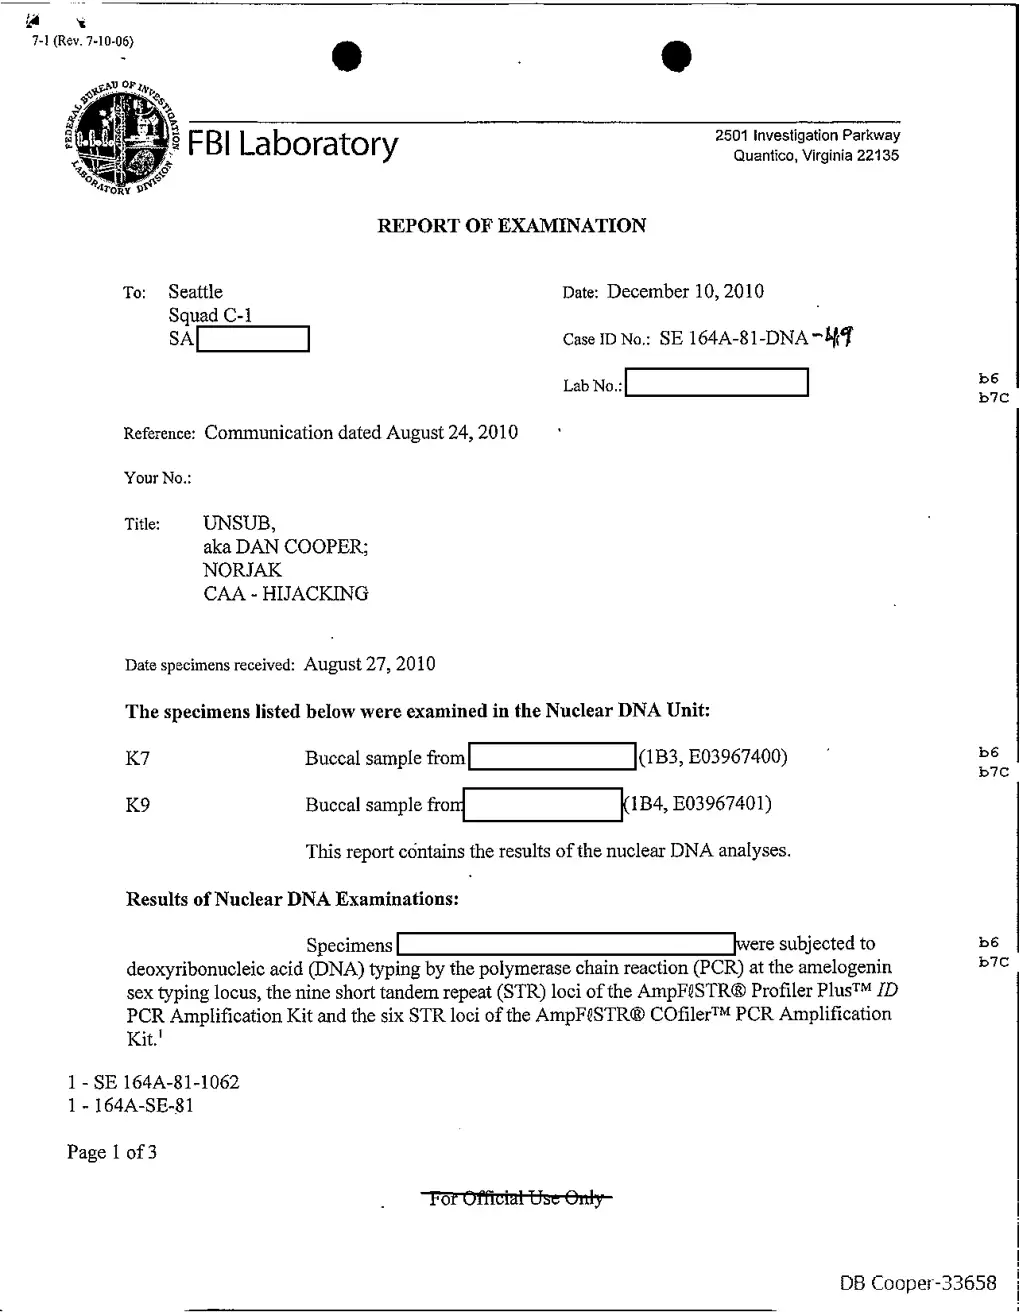 7-1 (Rev. 7-10-06)
FEDERAL BUREAU OF INVESTIGATION
LABORATORY DIVISION
FBI Laboratory
2501 Investigation Parkway
Quantico, Virginia 22135
REPORT OF EXAMINATION
To: Seattle
Squad C-1
SA
Date: December 10, 2010
Case ID No.: SE 164A-81-DNA -49
Lab No.:
b6
b7C
Reference: Communication dated August 24, 2010
Your No.:
Title: UNSUB,
aka DAN COOPER;
NORJAK
CAA - HIJACKING
Date specimens received: August 27, 2010
The specimens listed below were examined in the Nuclear DNA Unit:
K7 Buccal sample from (1B3, E03967400)
b6
b7C
K9 Buccal sample from (1B4, E03967401)
This report contains the results of the nuclear DNA analyses.
Results of Nuclear DNA Examinations:
Specimens were subjected to
b6
b7C
deoxyribonucleic acid (DNA) typing by the polymerase chain reaction (PCR) at the amelogenin
sex typing locus, the nine short tandem repeat (STR) loci of the AmpFℓSTR® Profiler Plus™ ID
PCR Amplification Kit and the six STR loci of the AmpFℓSTR® COfiler™ PCR Amplification
Kit.¹
1 - SE 164A-81-1062
1 - 164A-SE-81
Page 1 of 3
For Official Use Only
DB Cooper-33658